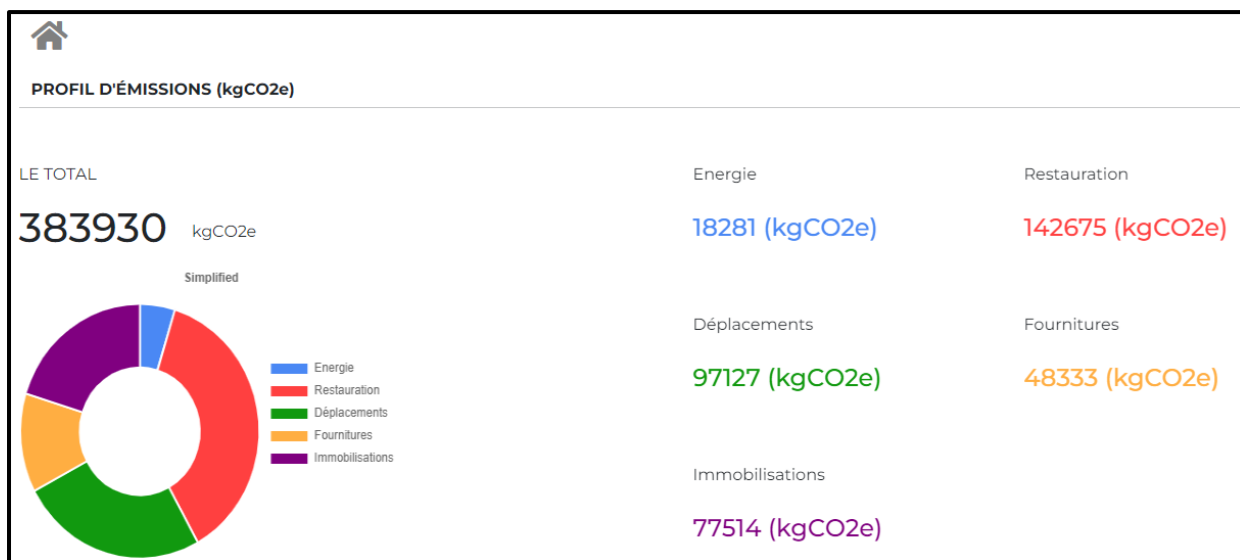 PROFIL D'ÉMISSIONS (kgCO2e)
LE TOTAL
383930 kgCO2e
Simplified
Energie
Restauration
Déplacements
Fournitures
Immobilisations
Energie
18281 (kgCO2e)
Restauration
142675 (kgCO2e)
Déplacements
97127 (kgCO2e)
Fournitures
48333 (kgCO2e)
Immobilisations
77514 (kgCO2e)